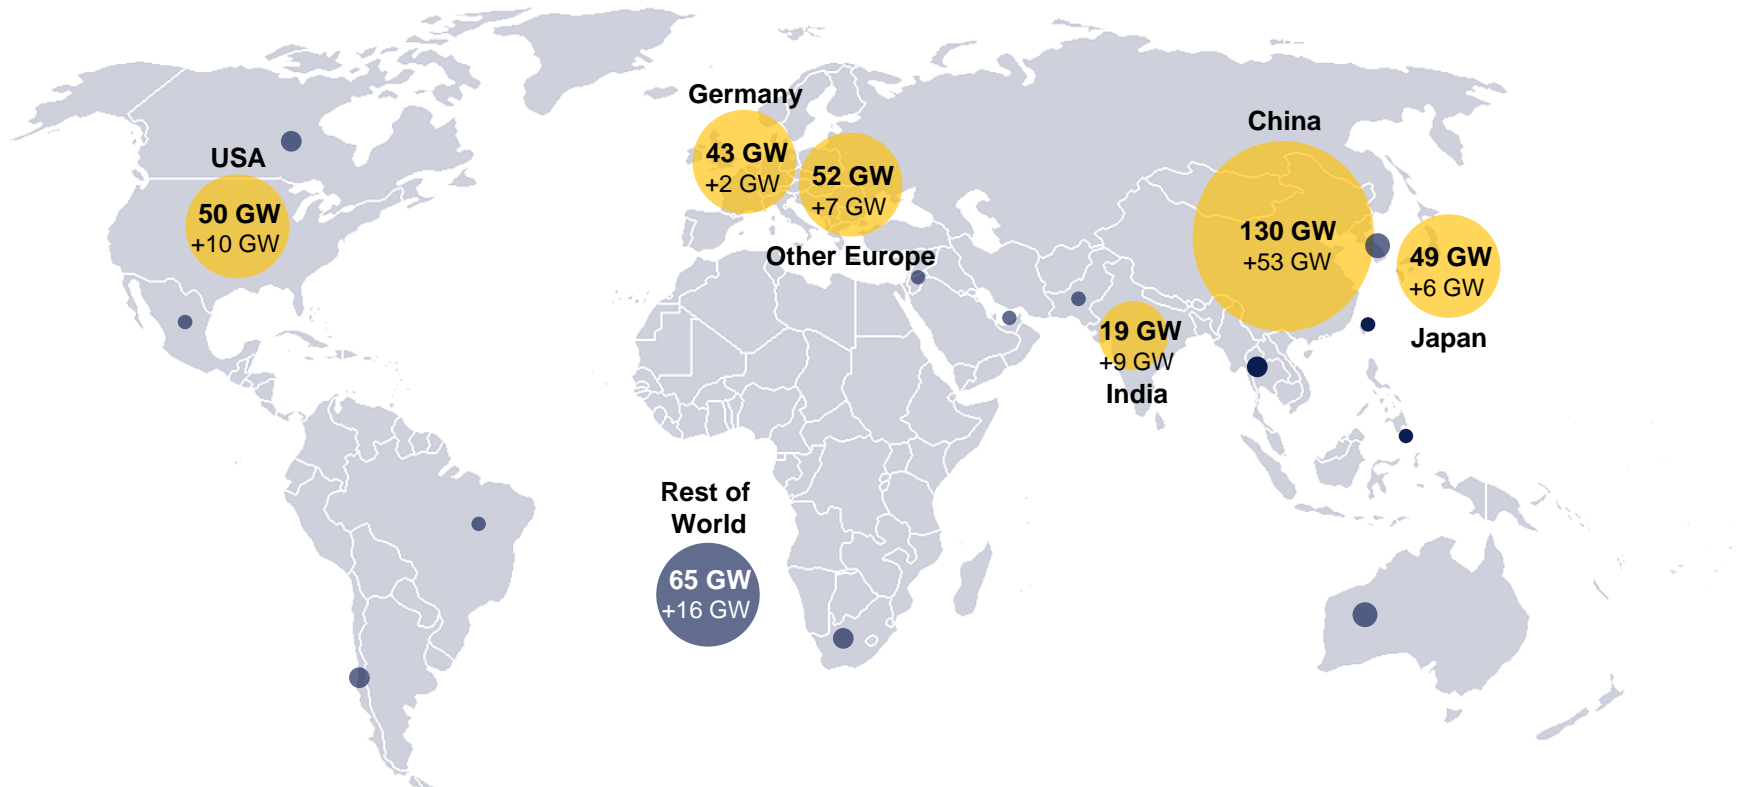 Germany
43 GW
+2 GW
52 GW
+7 GW
Other Europe
USA
50 GW
+10 GW
China
130 GW
+53 GW
49 GW
+6 GW
Japan
19 GW
+9 GW
India
Rest of
World
65 GW
+16 GW